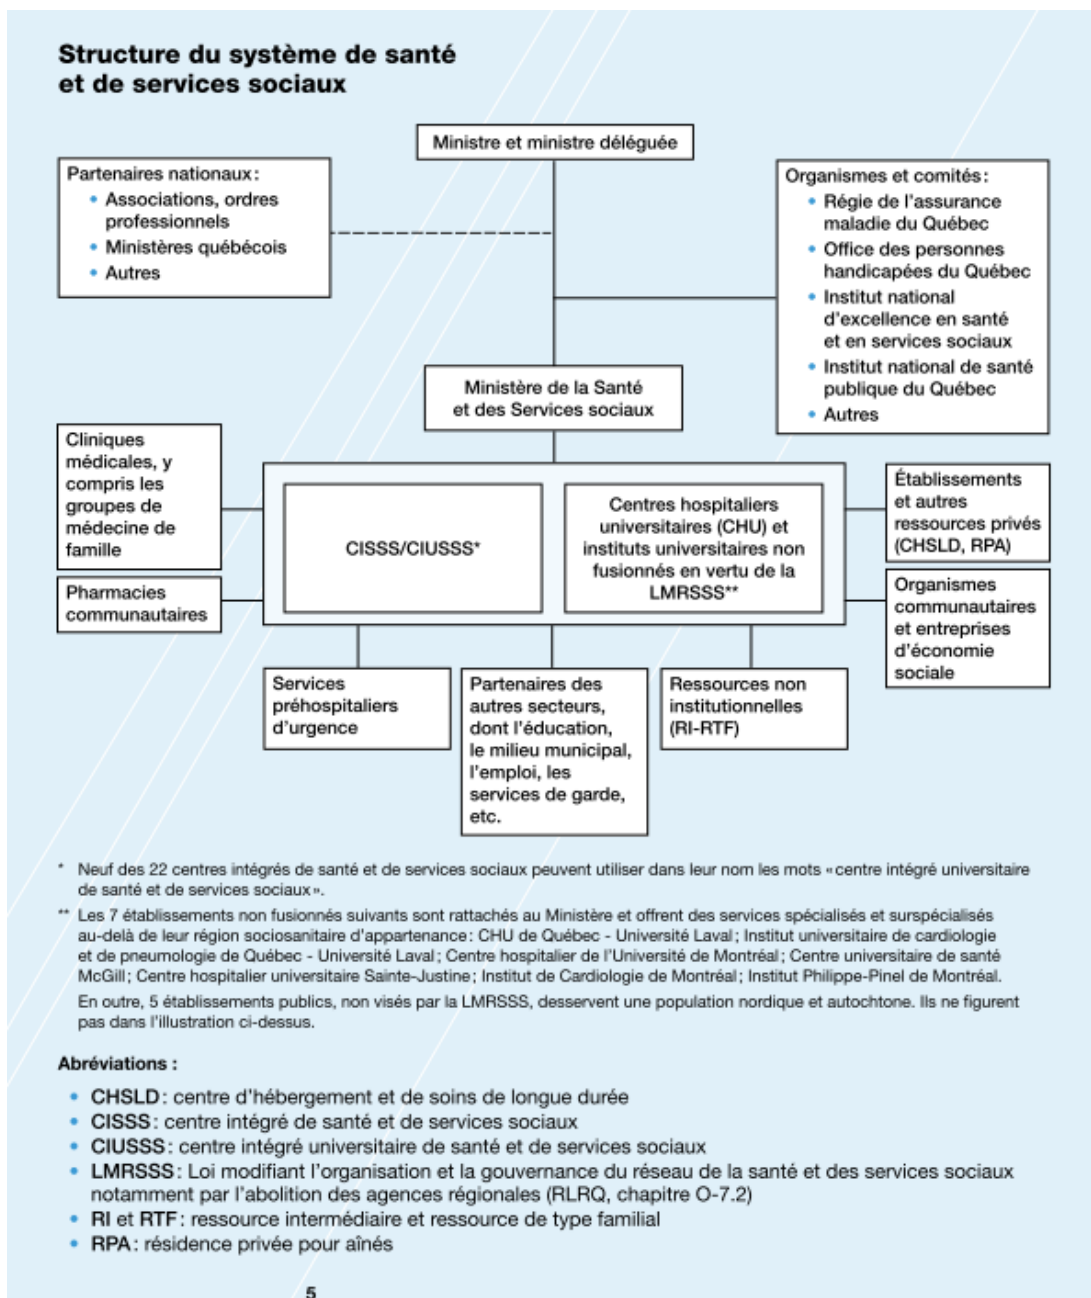 Structure du système de santé
et de services sociaux
Ministre et ministre déléguée
Partenaires nationaux :
• Associations, ordres
professionnels
• Ministères québécois
• Autres
Organismes et comités :
• Régie de l'assurance
maladie du Québec
• Office des personnes
handicapées du Québec
• Institut national
d'excellence en santé
et en services sociaux
• Institut national de santé
publique du Québec
• Autres
Ministère de la Santé
et des Services sociaux
Cliniques
médicales, y
compris les
groupes de
médecine de
famille
Pharmacies
communautaires
CISSS/CIUSSS*
Centres hospitaliers
universitaires (CHU) et
instituts universitaires non
fusionnés en vertu de la
LMRSSS**
Établissements
et autres
ressources privés
(CHSLD, RPA)
Organismes
communautaires
et entreprises
d'économie
sociale
Services
préhospitaliers
d'urgence
Partenaires des
autres secteurs,
dont l'éducation,
le milieu municipal,
l'emploi, les
services de garde,
etc.
Ressources non
institutionnelles
(RI-RTF)
* Neuf des 22 centres intégrés de santé et de services sociaux peuvent utiliser dans leur nom les mots « centre intégré universitaire
de santé et de services sociaux ».
** Les 7 établissements non fusionnés suivants sont rattachés au Ministère et offrent des services spécialisés et surspécialisés
au-delà de leur région sociosanitaire d'appartenance : CHU de Québec - Université Laval ; Institut universitaire de cardiologie
et de pneumologie de Québec - Université Laval ; Centre hospitalier de l'Université de Montréal ; Centre universitaire de santé
McGill ; Centre hospitalier universitaire Sainte-Justine ; Institut de Cardiologie de Montréal ; Institut Philippe-Pinel de Montréal.
En outre, 5 établissements publics, non visés par la LMRSSS, desservent une population nordique et autochtone. Ils ne figurent
pas dans l'illustration ci-dessus.
Abréviations :
• CHSLD : centre d'hébergement et de soins de longue durée
• CISSS : centre intégré de santé et de services sociaux
• CIUSSS : centre intégré universitaire de santé et de services sociaux
• LMRSSS : Loi modifiant l'organisation et la gouvernance du réseau de la santé et des services sociaux
notamment par l'abolition des agences régionales (RLRQ, chapitre O-7.2)
• RI et RTF : ressource intermédiaire et ressource de type familial
• RPA : résidence privée pour aînés
5